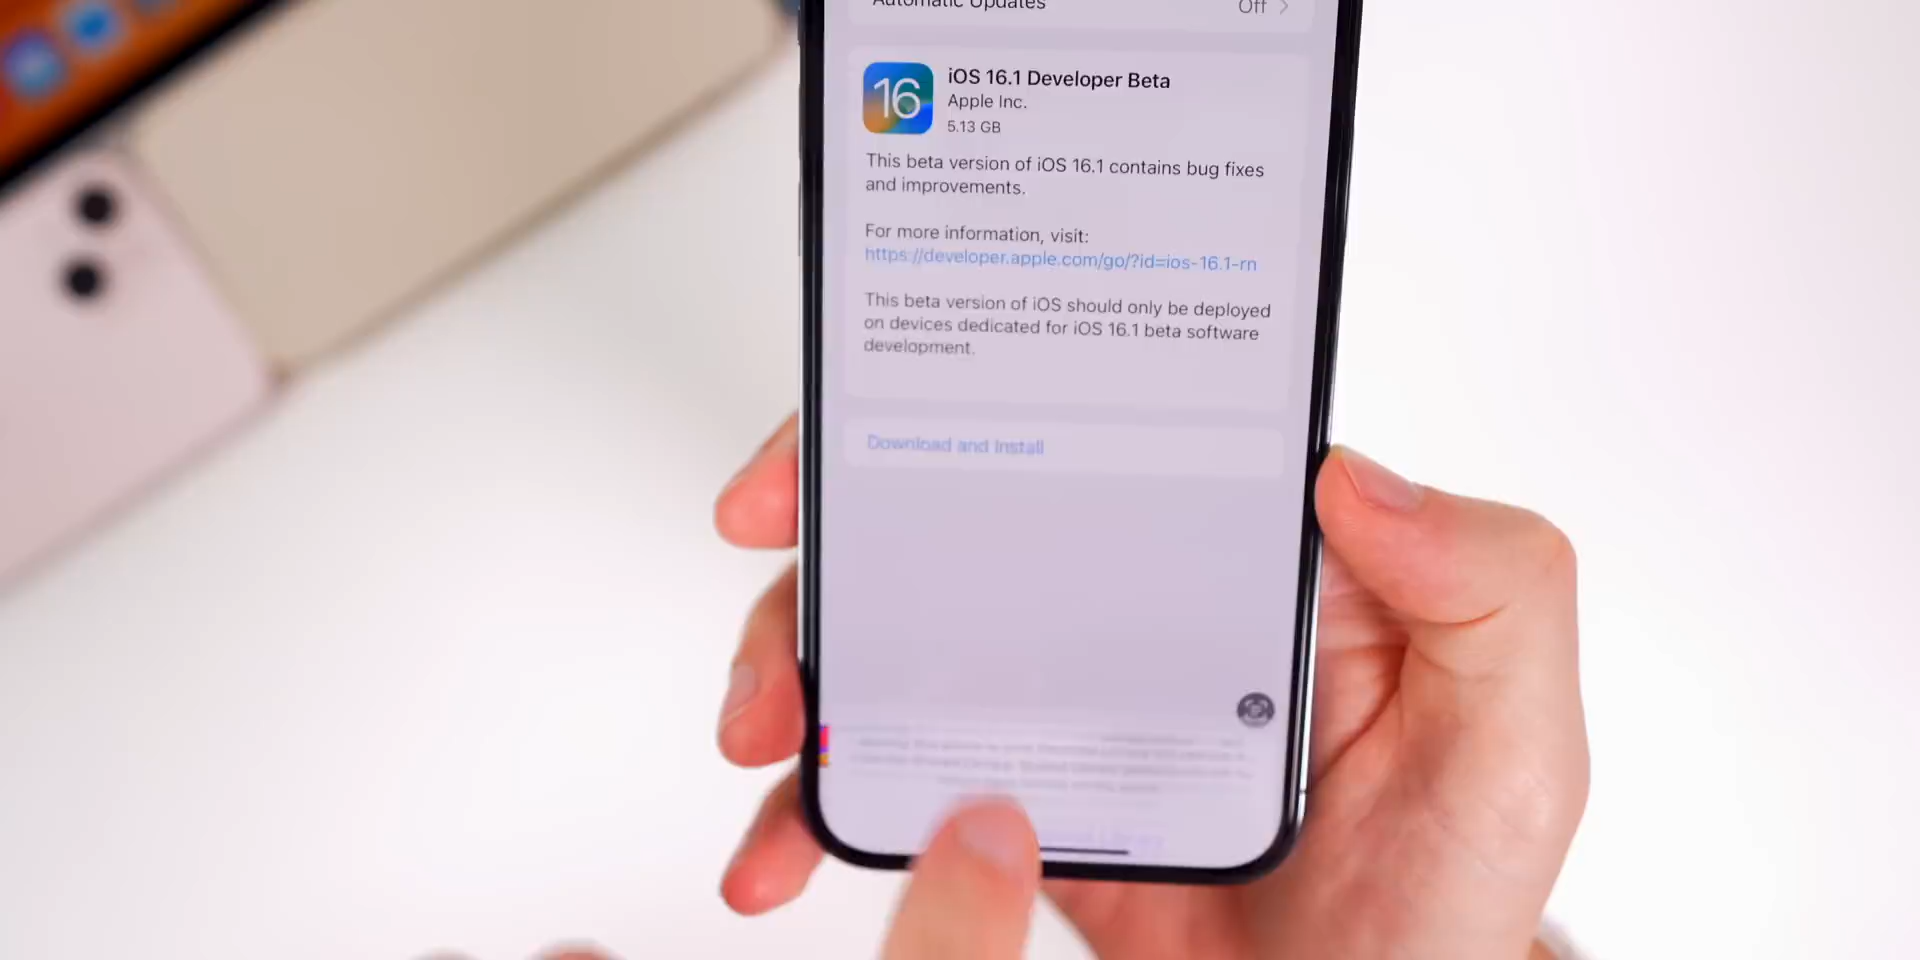 Automatic Updates Off
16
iOS 16.1 Developer Beta
Apple Inc.
5.13 GB
This beta version of iOS 16.1 contains bug fixes
and improvements.
For more information, visit:
https://developer.apple.com/go/?id=ios-16.1-rn
This beta version of iOS should only be deployed
on devices dedicated for iOS 16.1 beta software
development.
Download and Install